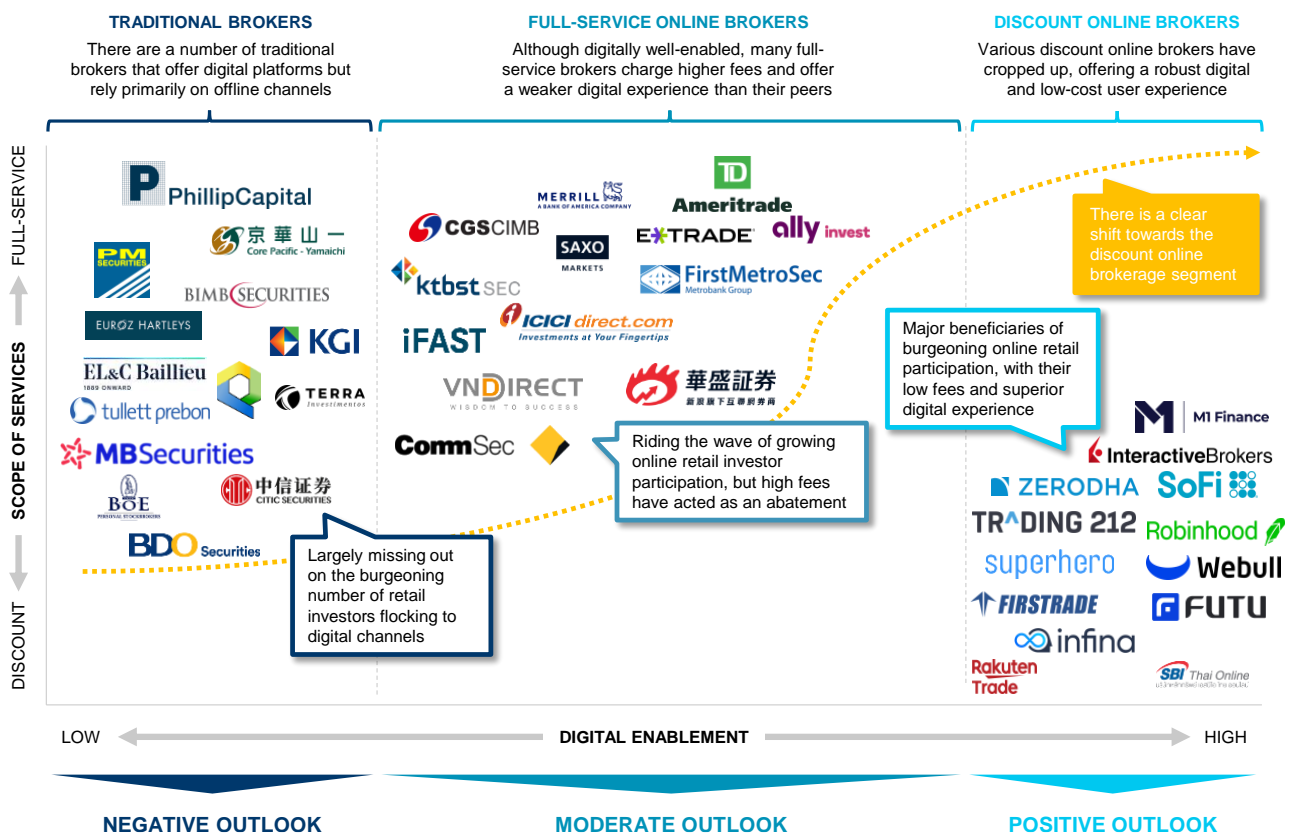 TRADITIONAL BROKERS
There are a number of traditional
brokers that offer digital platforms but
rely primarily on offline channels
FULL-SERVICE ONLINE BROKERS
Although digitally well-enabled, many full-
service brokers charge higher fees and offer
a weaker digital experience than their peers
DISCOUNT ONLINE BROKERS
Various discount online brokers have
cropped up, offering a robust digital
and low-cost user experience
FULL-SERVICE
SCOPE OF SERVICES
DISCOUNT
P
PhillipCapital
京華山一
Core Pacific - Yamaichi
PM
SECURITIES
BIMB SECURITIES
EUROZ HARTLEYS
KGI
EL&C Baillieu
1889 ONWARD
TERRA
Investimentos
tullett prebon
MBSecurities
BOE
PERSONAL STOCKBROKERS
中信证券
CITIC SECURITIES
BDO Securities
Largely missing out
on the burgeoning
number of retail
investors flocking to
digital channels
MERRILL
A BANK OF AMERICA COMPANY
TD
Ameritrade
CGSCIMB
SAXO
MARKETS
E*TRADE
ally invest
ktbst SEC
FirstMetroSec
Metrobank Group
iFAST
ICICI direct.com
Investments at Your Fingertips
VNDIRECT
WISDOM TO SUCCESS
華盛証券
新浪旗下互聯網券商
CommSec
Riding the wave of growing
online retail investor
participation, but high fees
have acted as an abatement
There is a clear
shift towards the
discount online
brokerage segment
Major beneficiaries of
burgeoning online retail
participation, with their
low fees and superior
digital experience
M1 Finance
InteractiveBrokers
ZERODHA
SoFi
TRADING 212
Robinhood
superhero
Webull
FIRSTRADE
FUTU
infina
Rakuten
Trade
SBI Thai Online
LOW
DIGITAL ENABLEMENT
HIGH
NEGATIVE OUTLOOK
MODERATE OUTLOOK
POSITIVE OUTLOOK